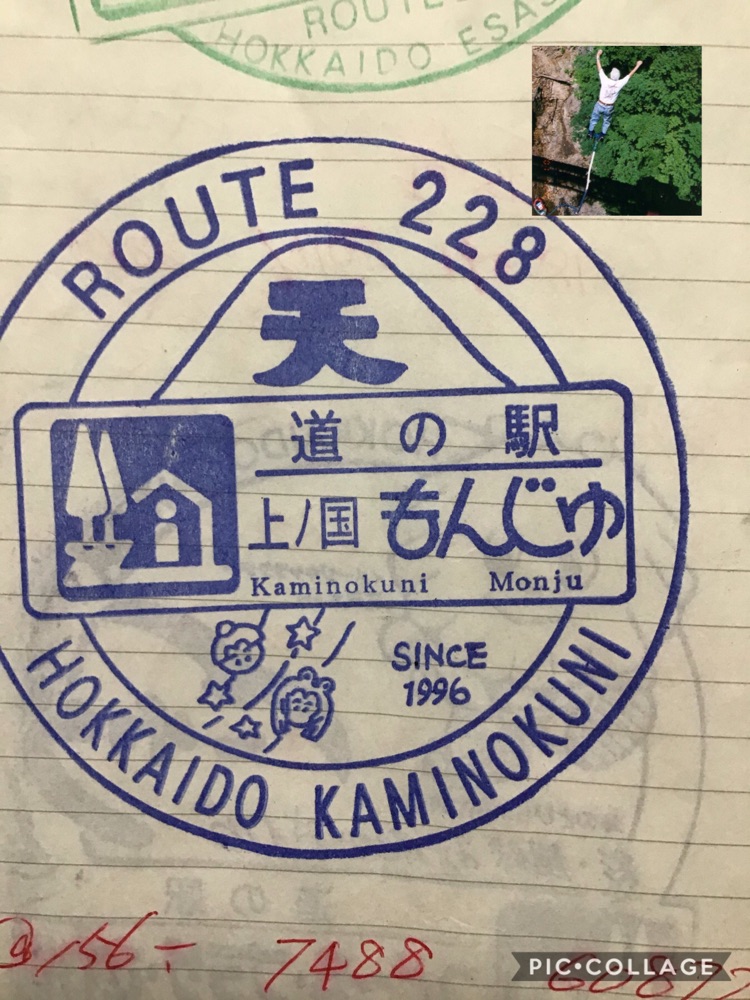 ROUTE
HOKKAIDO ESAS
ROUTE 228
天
道の駅
上ノ国 もんじゅ
Kaminokuni Monju
SINCE
1996
HOKKAIDO KAMINOKUNI
@156- 7488
PIC•COLLAGE